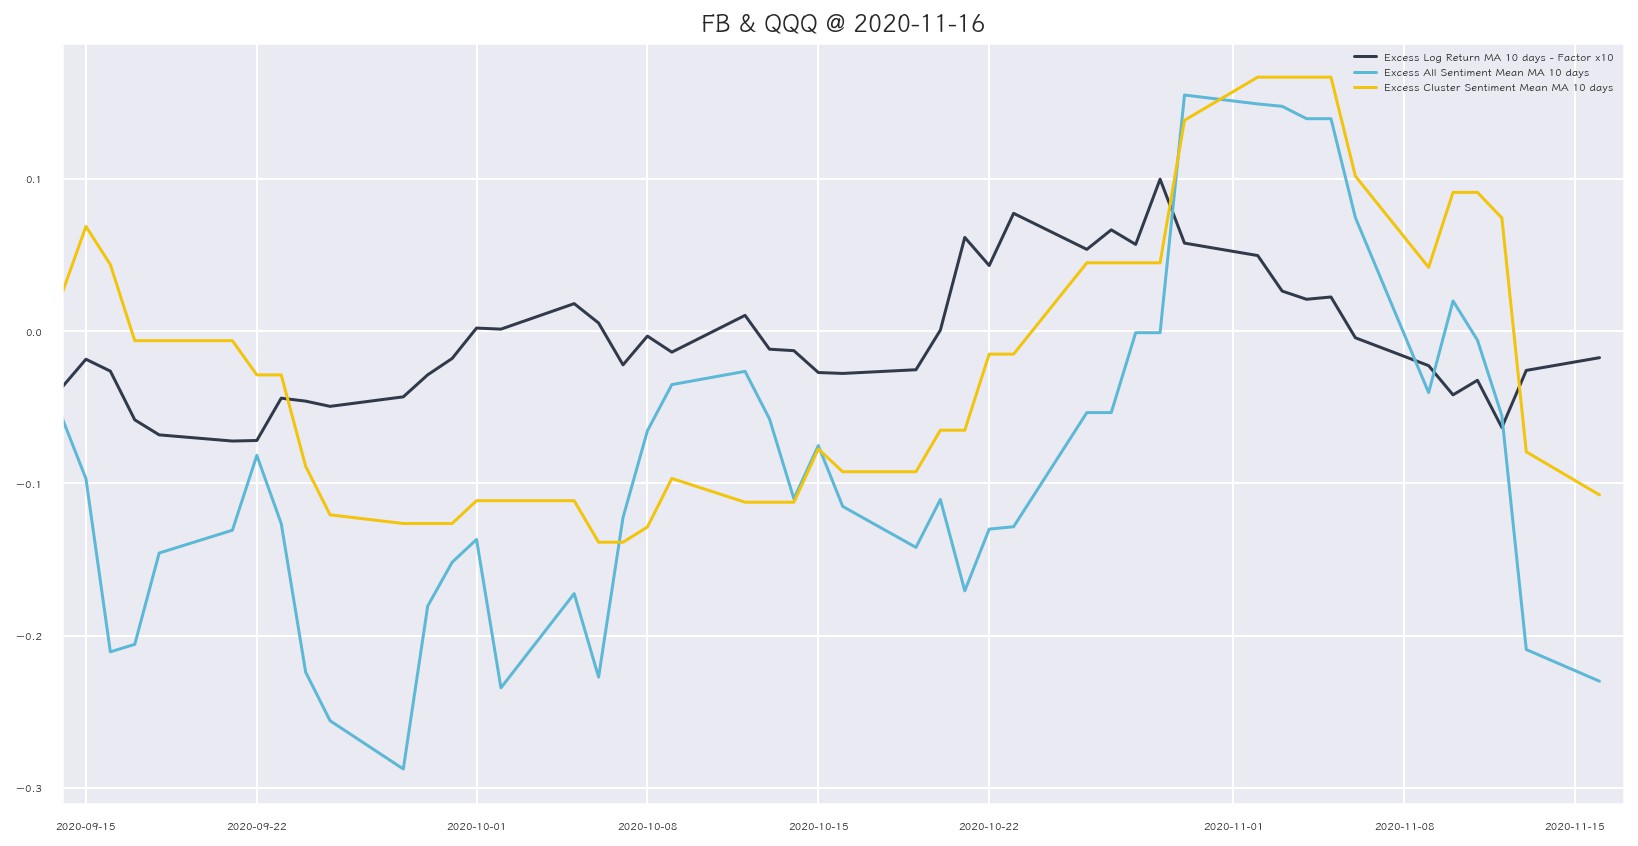 FB & QQQ @ 2020-11-16
Excess Log Return MA 10 days - Factor x10
Excess All Sentiment Mean MA 10 days
Excess Cluster Sentiment Mean MA 10 days
0.1
0.0
−0.1
−0.2
−0.3
2020-09-15 2020-09-22 2020-10-01 2020-10-08 2020-10-15 2020-10-22 2020-11-01 2020-11-08 2020-11-15